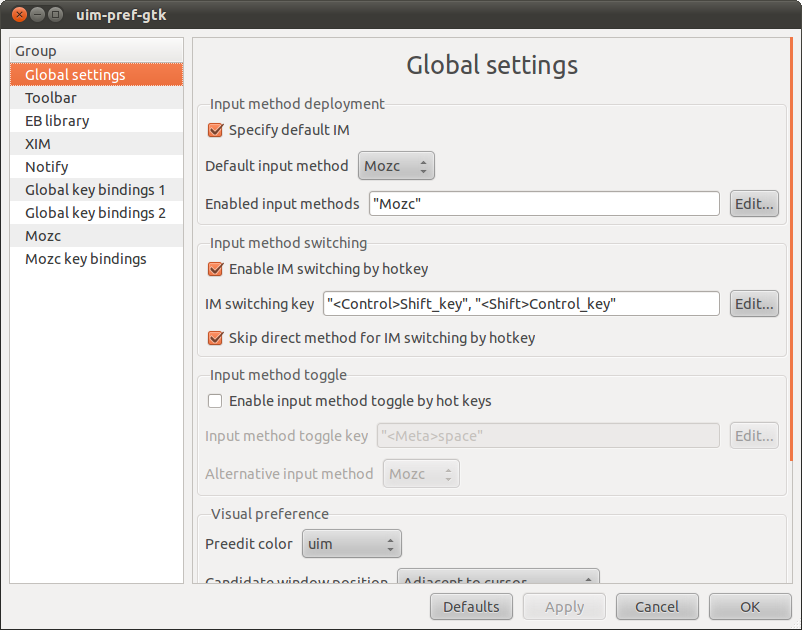 uim-pref-gtk
Group
Global settings
Toolbar
EB library
XIM
Notify
Global key bindings 1
Global key bindings 2
Mozc
Mozc key bindings
Global settings
Input method deployment
Specify default IM
Default input method Mozc
Enabled input methods "Mozc" Edit...
Input method switching
Enable IM switching by hotkey
IM switching key "<Control>Shift_key", "<Shift>Control_key" Edit...
Skip direct method for IM switching by hotkey
Input method toggle
Enable input method toggle by hot keys
Input method toggle key "<Meta>space" Edit...
Alternative input method Mozc
Visual preference
Preedit color uim
Candidate window position Adjacent to cursor
Defaults Apply Cancel OK